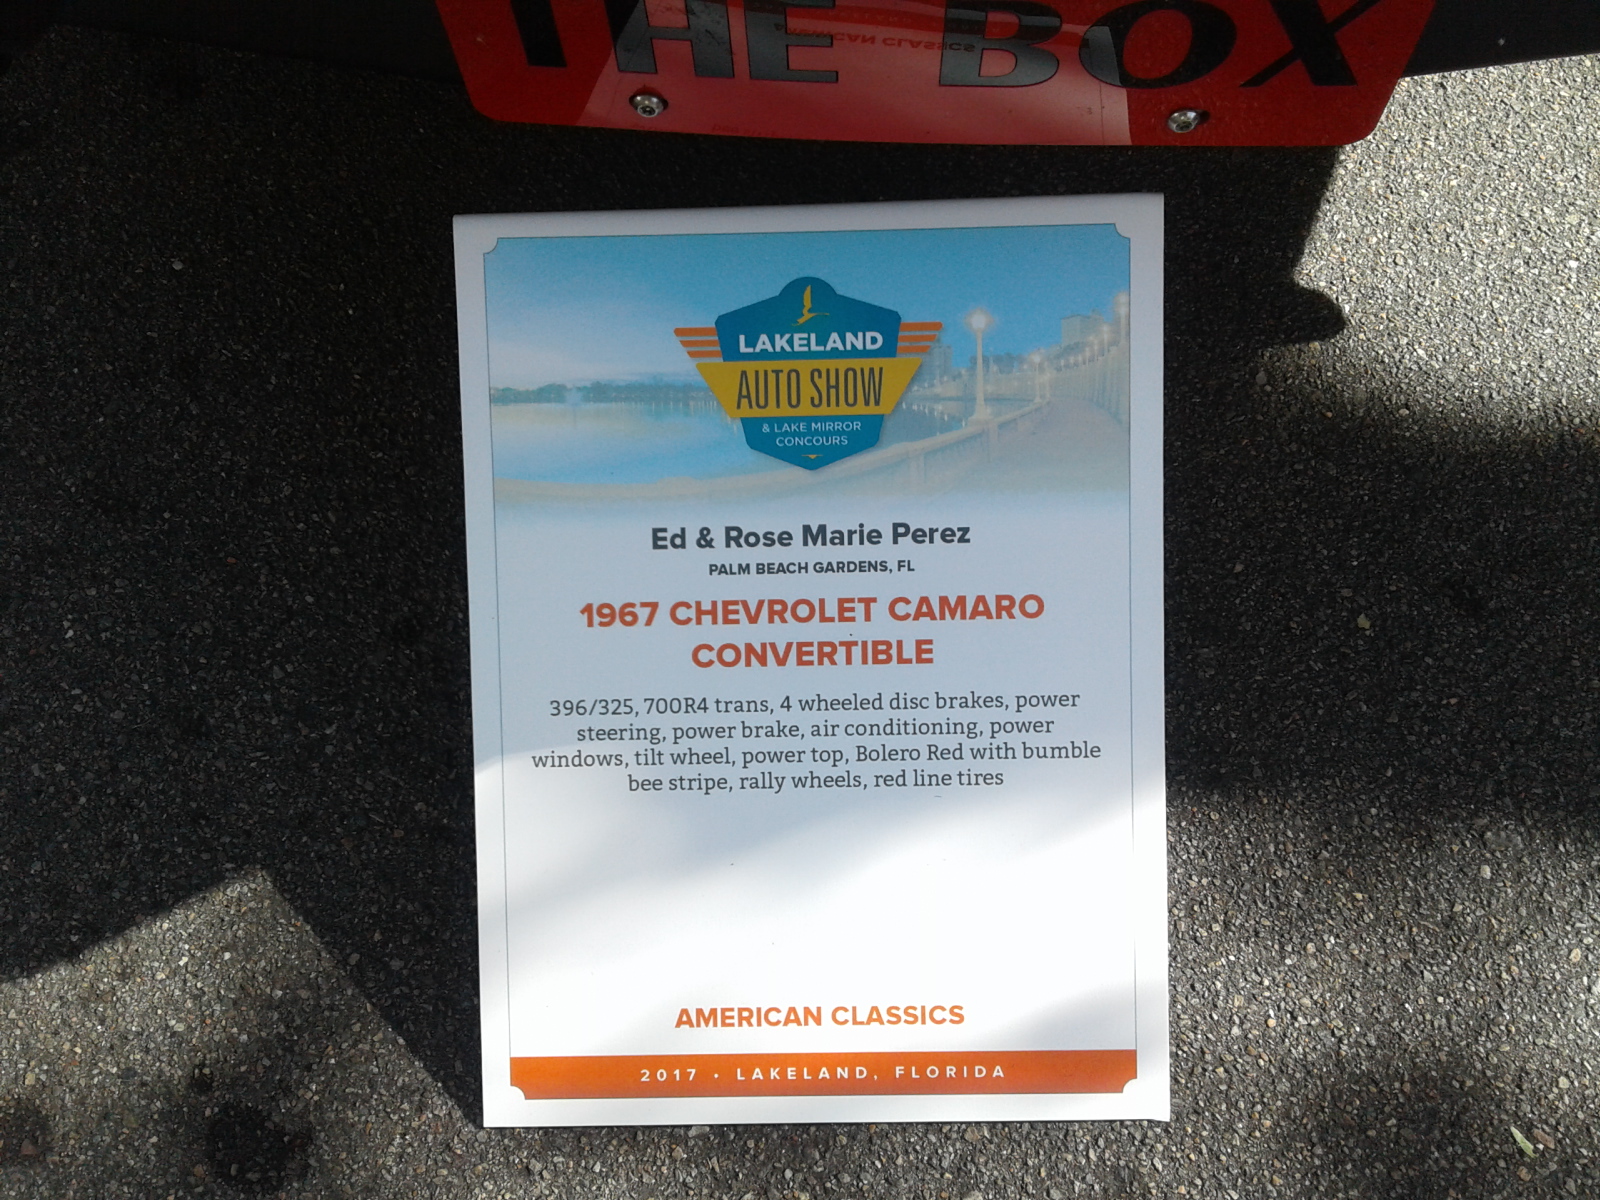 THE BOX
LAKELAND
AUTO SHOW
& LAKE MIRROR
CONCOURS
Ed & Rose Marie Perez
PALM BEACH GARDENS, FL
1967 CHEVROLET CAMARO
CONVERTIBLE
396/325, 700R4 trans, 4 wheeled disc brakes, power
steering, power brake, air conditioning, power
windows, tilt wheel, power top, Bolero Red with bumble
bee stripe, rally wheels, red line tires
AMERICAN CLASSICS
2017 • LAKELAND, FLORIDA